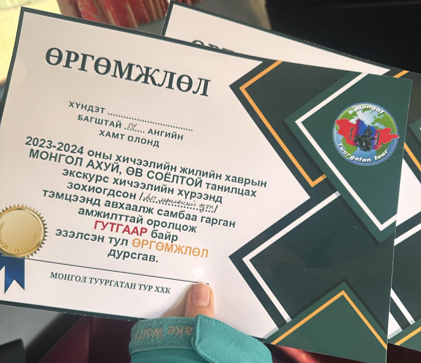 ӨРГӨМЖЛӨЛ
ХҮНДЭТ
БАГШТАЙ АНГИЙН
ХАМТ ОЛОНД
2023-2024 оны хичээлийн жилийн хаврын
МОНГОЛ АХУЙ, ӨВ СОЁЛТОЙ танилцах
экскурс хичээлийн хүрээнд
зохиогдсон
тэмцээнд авхаалж самбаа гарган
амжилттай оролцож
ГУТГААР байр
эзэлсэн тул ӨРГӨМЖЛӨЛ
дурсгав.
МОНГОЛ ТУУРГАТАН ТУР ХХК
Mongol
Tuurgatan tour